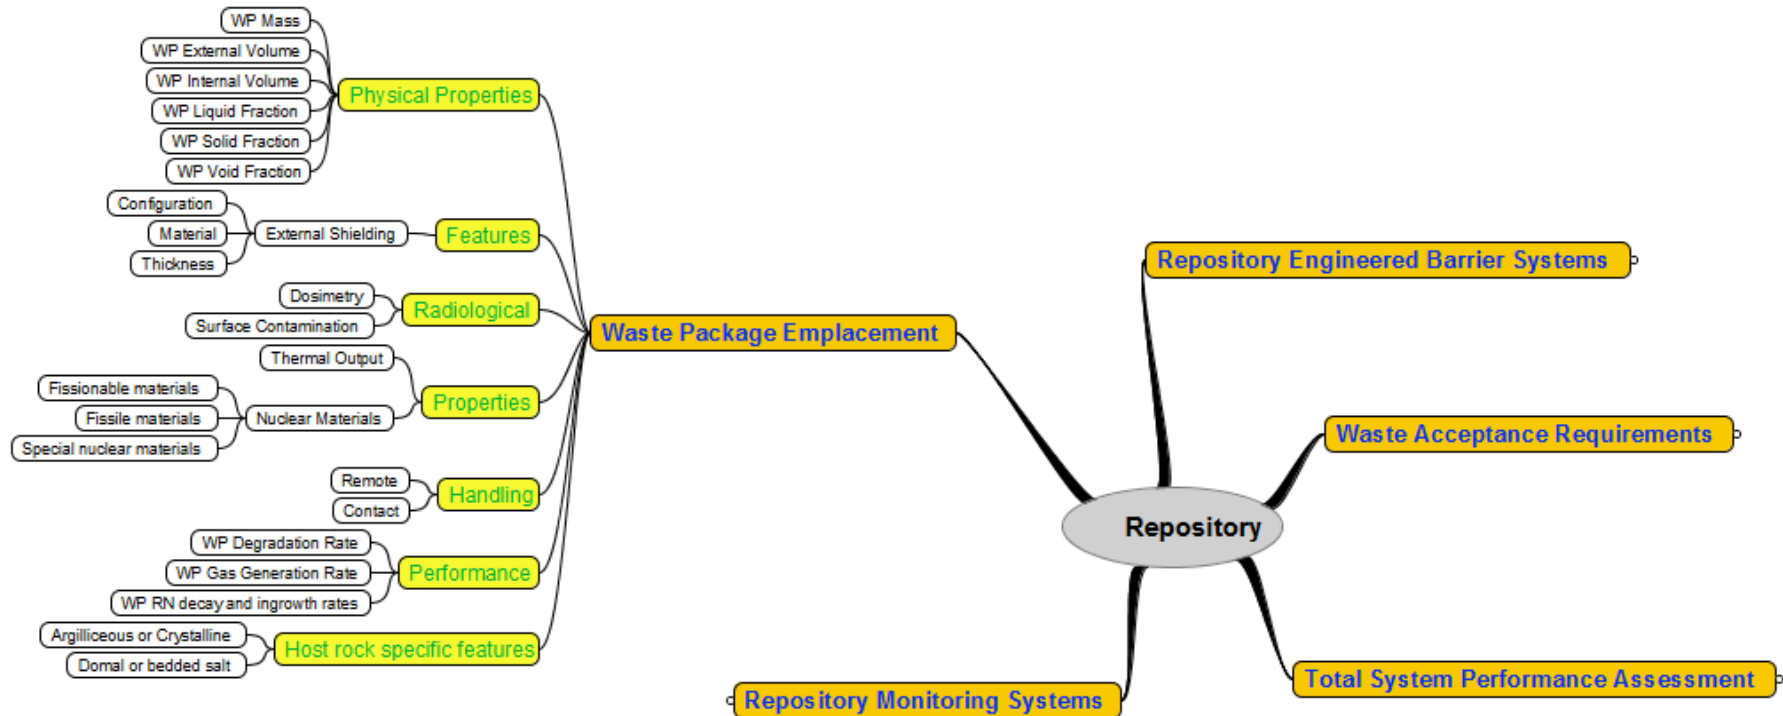 WP Mass
WP External Volume
WP Internal Volume
WP Liquid Fraction
WP Solid Fraction
WP Void Fraction
Physical Properties
Configuration
Material
Thickness
External Shielding
Features
Dosimetry
Surface Contamination
Radiological
Thermal Output
Fissionable materials
Fissile materials
Special nuclear materials
Nuclear Materials
Properties
Remote
Contact
Handling
WP Degradation Rate
WP Gas Generation Rate
WP RN decay and ingrowth rates
Performance
Argilliceous or Crystalline
Domal or bedded salt
Host rock specific features
Waste Package Emplacement
Repository Engineered Barrier Systems
Waste Acceptance Requirements
Repository
Total System Performance Assessment
Repository Monitoring Systems